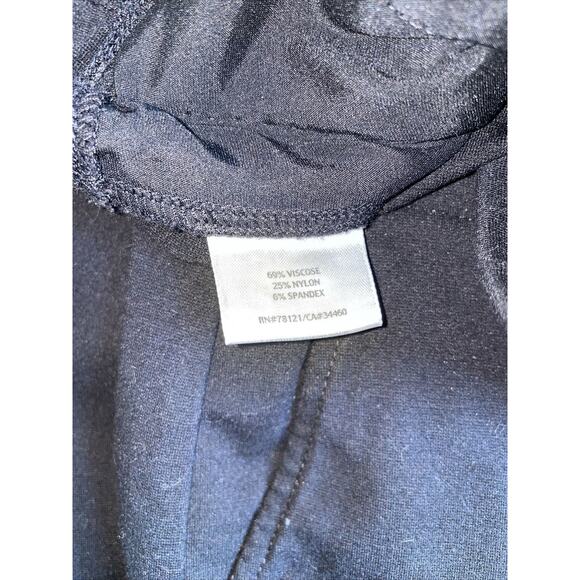 69% VISCOSE
25% NYLON
6% SPANDEX
RN#78121/CA#34460